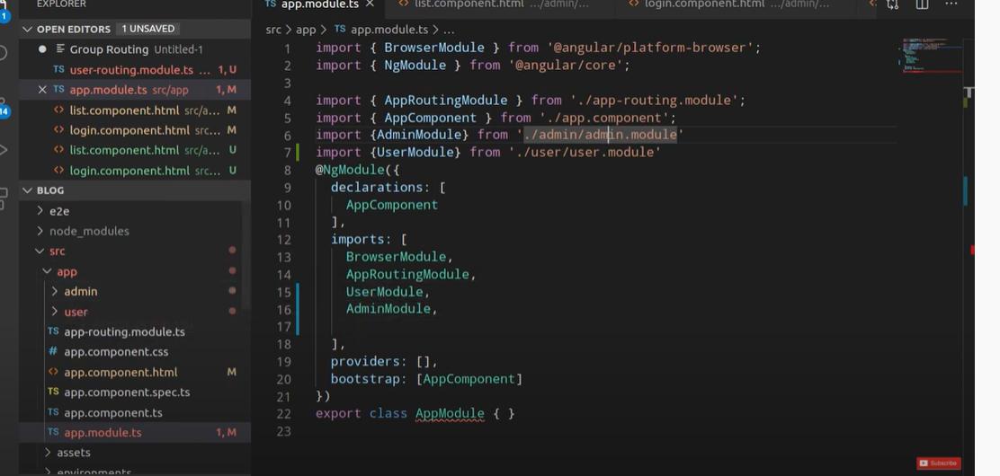 EXPLORER
app.module.ts ×
<> list.component.html .../admin/...
<> login.component.html .../admin/...
OPEN EDITORS 1 UNSAVED
Group Routing Untitled-1
TS user-routing.module.ts ... 1, U
TS app.module.ts src/app 1, M
<> list.component.html src/a... M
<> login.component.html src... M
<> list.component.html src/a... U
<> login.component.html src... U
BLOG
e2e
node_modules
src
app
admin
user
TS app-routing.module.ts
# app.component.css
<> app.component.html M
TS app.component.spec.ts
TS app.component.ts
TS app.module.ts 1, M
assets
environments
1
14
src > app > TS app.module.ts > ...
1 import { BrowserModule } from '@angular/platform-browser';
2 import { NgModule } from '@angular/core';
3
4 import { AppRoutingModule } from './app-routing.module';
5 import { AppComponent } from './app.component';
6 import {AdminModule} from './admin/admin.module'
7 import {UserModule} from './user/user.module'
8 @NgModule({
9 declarations: [
10 AppComponent
11 ],
12 imports: [
13 BrowserModule,
14 AppRoutingModule,
15 UserModule,
16 AdminModule,
17
18 ],
19 providers: [],
20 bootstrap: [AppComponent]
21 })
22 export class AppModule { }
23
Subscribe